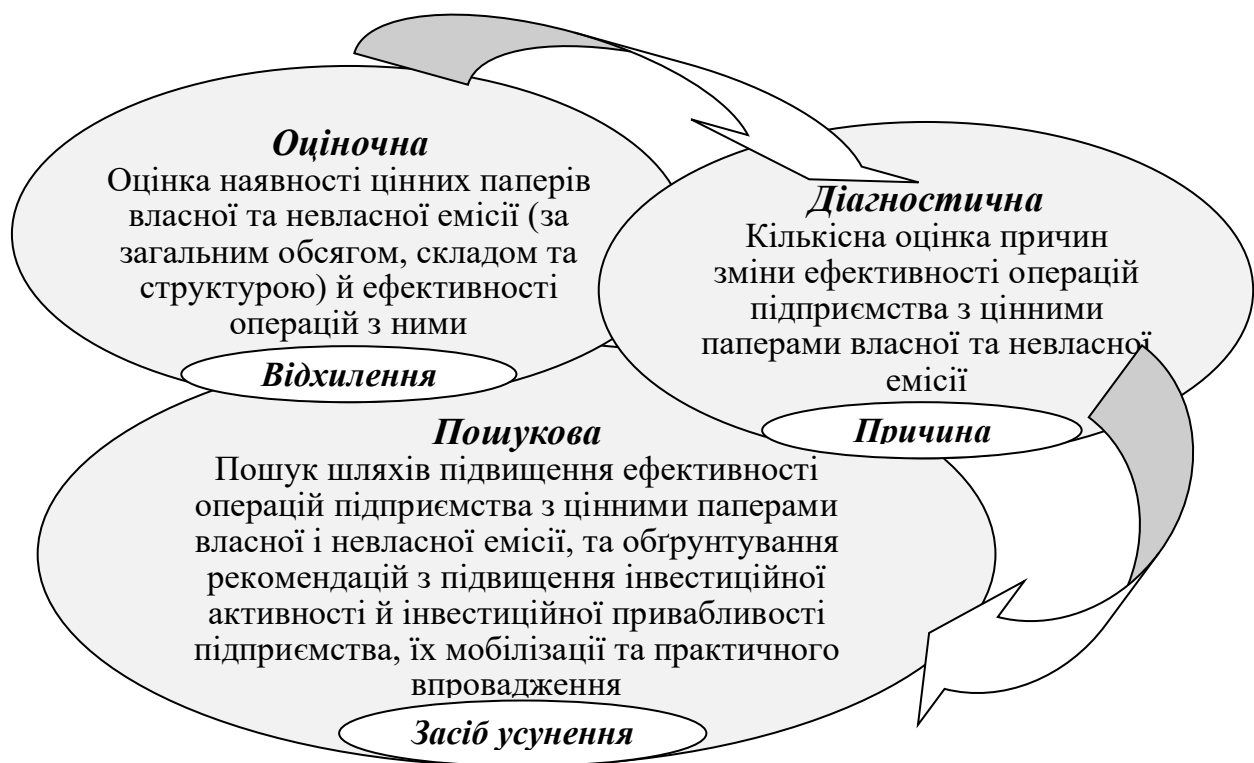 Оціночна
Оцінка наявності цінних паперів
власної та невласної емісії (за
загальним обсягом, складом та
структурою) й ефективності
операцій з ними
Відхилення
Діагностична
Кількісна оцінка причин
зміни ефективності операцій
підприємства з цінними
паперами власної та невласної
емісії
Причина
Пошукова
Пошук шляхів підвищення ефективності
операцій підприємства з цінними паперами
власної і невласної емісії, та обґрунтування
рекомендацій з підвищення інвестиційної
активності й інвестиційної привабливості
підприємства, їх мобілізації та практичного
впровадження
Засіб усунення